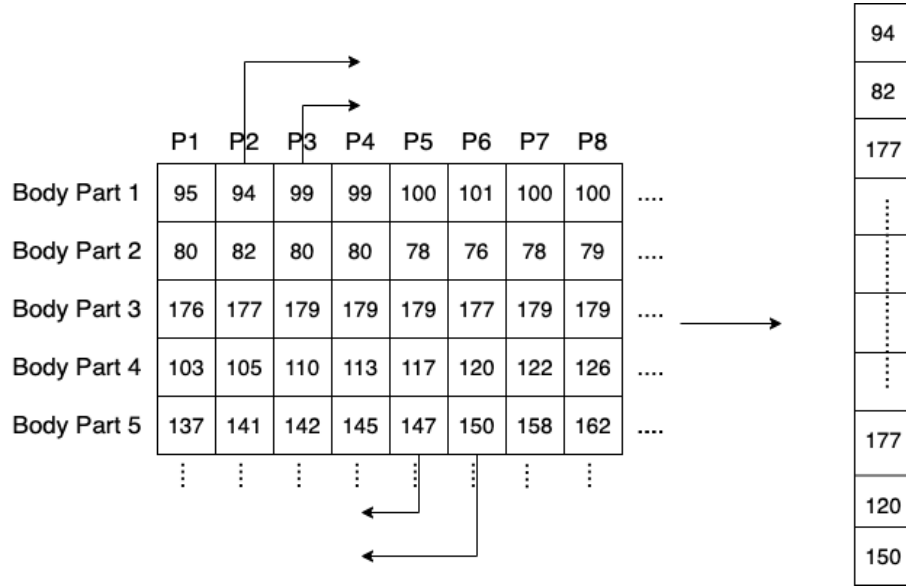 P1 P2 P3 P4 P5 P6 P7 P8
Body Part 1 95 94 99 99 100 101 100 100 ....
Body Part 2 80 82 80 80 78 76 78 79 ....
Body Part 3 176 177 179 179 179 177 179 179 ....
Body Part 4 103 105 110 113 117 120 122 126 ....
Body Part 5 137 141 142 145 147 150 158 162 ....
94
82
177
177
120
150